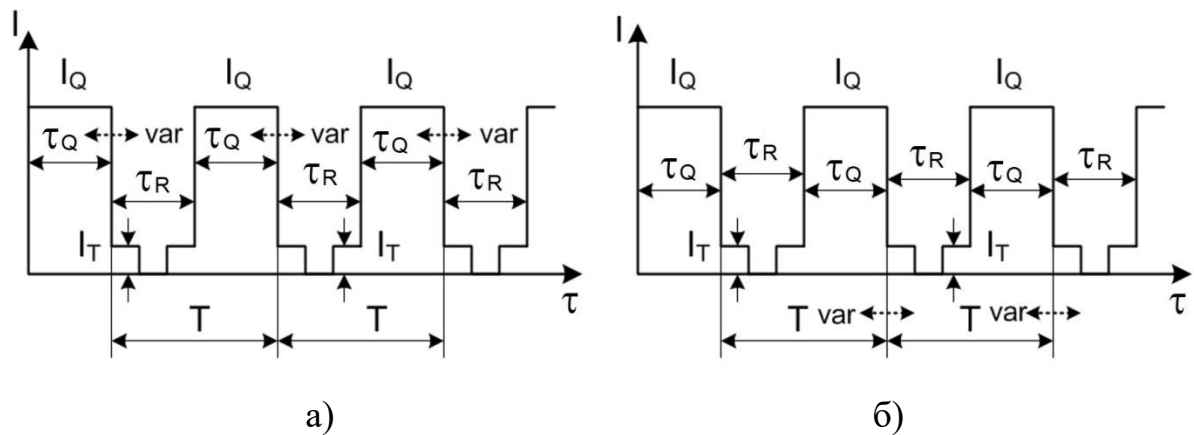 I
I_Q I_Q I_Q
τ_Q var τ_Q var τ_Q var
τ_R τ_R τ_R
I_T I_T
τ
T T
а)
I
I_Q I_Q I_Q
τ_R τ_R τ_R
τ_Q τ_Q τ_Q
I_T I_T
τ
T var T var
б)